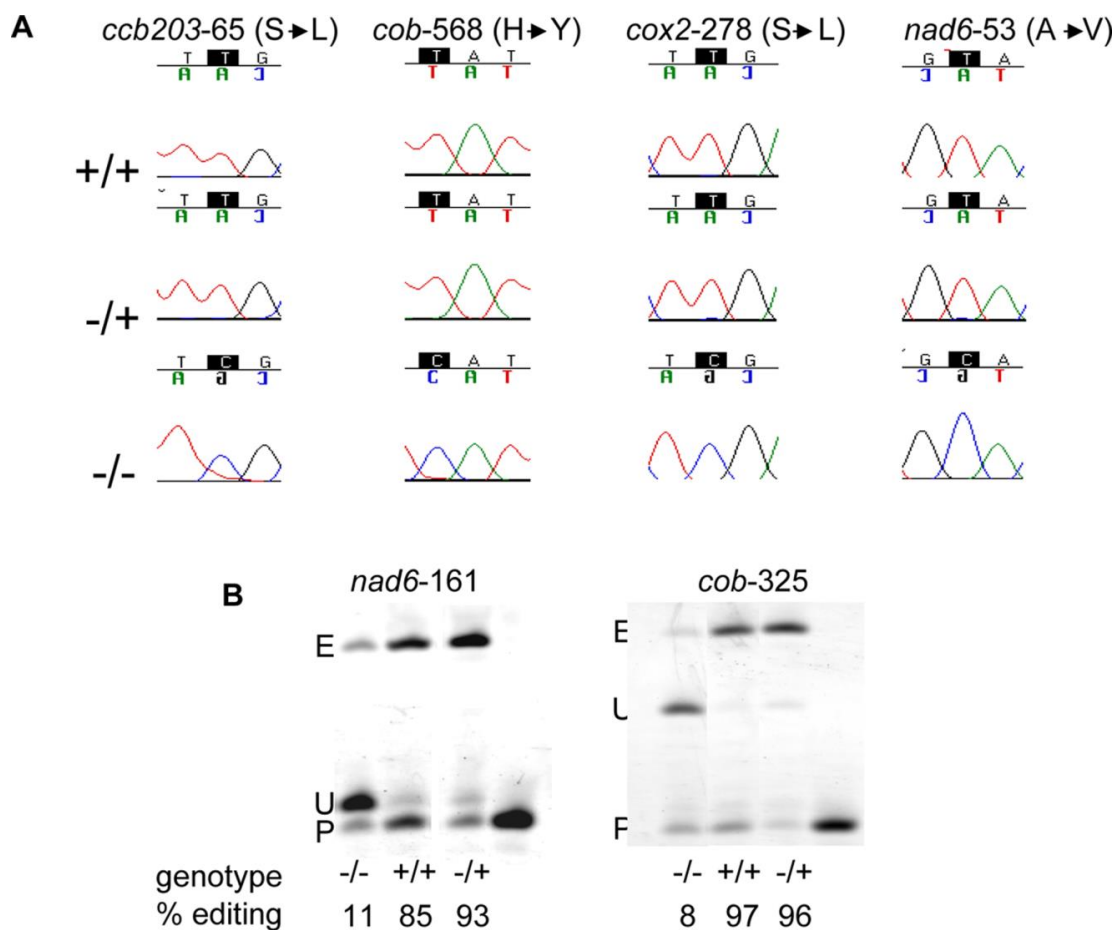 A ccb203-65 (S→L) cob-568 (H→Y) cox2-278 (S→L) nad6-53 (A→V)
T T G T A T T T G G T A
A A C T A T A A C C A T
+/+
T T G T A T T T G G T A
A A C T A T A A C C A T
-/+
T C G C A T T C G G C A
A G C C A T A G C C G T
-/-
B nad6-161 cob-325
E E
U U
P P
genotype -/- +/+ -/+ -/- +/+ -/+
% editing 11 85 93 8 97 96